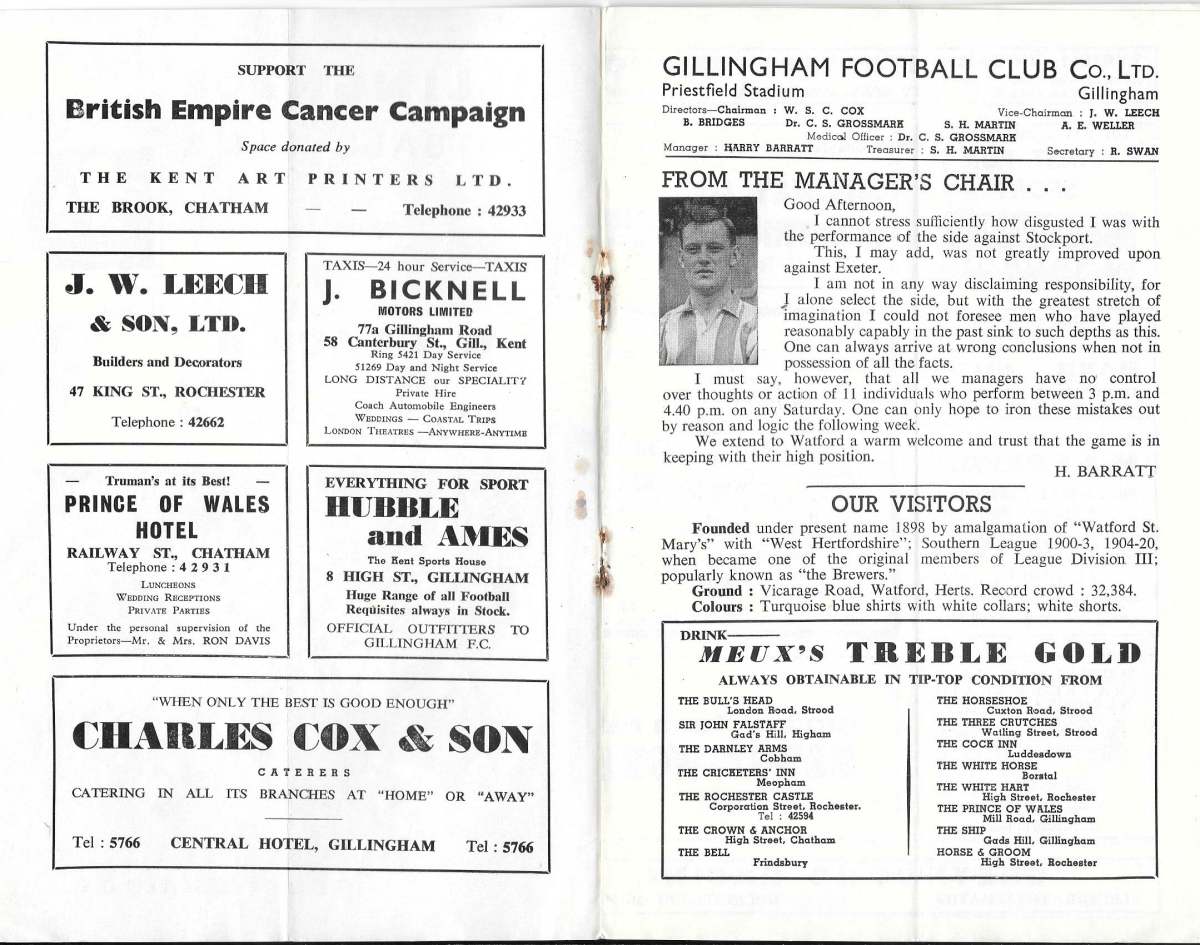 SUPPORT THE
British Empire Cancer Campaign
Space donated by
THE KENT ART PRINTERS LTD.
THE BROOK, CHATHAM — — Telephone : 42933
J. W. LEECH
& SON, LTD.
Builders and Decorators
47 KING ST., ROCHESTER
Telephone : 42662
TAXIS—24 hour Service—TAXIS
J. BICKNELL
MOTORS LIMITED
77a Gillingham Road
58 Canterbury St., Gill., Kent
Ring 5421 Day Service
51269 Day and Night Service
LONG DISTANCE our SPECIALITY
Private Hire
Coach Automobile Engineers
WEDDINGS — COASTAL TRIPS
LONDON THEATRES —ANYWHERE-ANYTIME
— Truman's at its Best! —
PRINCE OF WALES
HOTEL
RAILWAY ST., CHATHAM
Telephone : 42931
LUNCHEONS
WEDDING RECEPTIONS
PRIVATE PARTIES
Under the personal supervision of the
Proprietors—Mr. & Mrs. RON DAVIS
EVERYTHING FOR SPORT
HUBBLE
and AMES
The Kent Sports House
8 HIGH ST., GILLINGHAM
Huge Range of all Football
Requisites always in Stock.
OFFICIAL OUTFITTERS TO
GILLINGHAM F.C.
"WHEN ONLY THE BEST IS GOOD ENOUGH"
CHARLES COX & SON
CATERERS
CATERING IN ALL ITS BRANCHES AT "HOME" OR "AWAY"
Tel : 5766 CENTRAL HOTEL, GILLINGHAM Tel : 5766
GILLINGHAM FOOTBALL CLUB CO., LTD.
Priestfield Stadium Gillingham
Directors—Chairman : W. S. C. COX Vice-Chairman : J. W. LEECH
B. BRIDGES Dr. C. S. GROSSMARK S. H. MARTIN A. E. WELLER
Medical Officer : Dr. C. S. GROSSMARK
Manager : HARRY BARRATT Treasurer : S. H. MARTIN Secretary : R. SWAN
FROM THE MANAGER'S CHAIR . . .
Good Afternoon,
I cannot stress sufficiently how disgusted I was with
the performance of the side against Stockport.
This, I may add, was not greatly improved upon
against Exeter.
I am not in any way disclaiming responsibility, for
I alone select the side, but with the greatest stretch of
imagination I could not foresee men who have played
reasonably capably in the past sink to such depths as this.
One can always arrive at wrong conclusions when not in
possession of all the facts.
I must say, however, that all we managers have no control
over thoughts or action of 11 individuals who perform between 3 p.m. and
4.40 p.m. on any Saturday. One can only hope to iron these mistakes out
by reason and logic the following week.
We extend to Watford a warm welcome and trust that the game is in
keeping with their high position.
H. BARRATT
OUR VISITORS
Founded under present name 1898 by amalgamation of "Watford St.
Mary's" with "West Hertfordshire"; Southern League 1900-3, 1904-20,
when became one of the original members of League Division III;
popularly known as "the Brewers."
Ground : Vicarage Road, Watford, Herts. Record crowd : 32,384.
Colours : Turquoise blue shirts with white collars; white shorts.
DRINK—
MEUX'S TREBLE GOLD
ALWAYS OBTAINABLE IN TIP-TOP CONDITION FROM
THE BULL'S HEAD
London Road, Strood
SIR JOHN FALSTAFF
Gad's Hill, Higham
THE DARNLEY ARMS
Cobham
THE CRICKETERS' INN
Meopham
THE ROCHESTER CASTLE
Corporation Street, Rochester.
Tel : 42594
THE CROWN & ANCHOR
High Street, Chatham
THE BELL
Frindsbury
THE HORSESHOE
Cuxton Road, Strood
THE THREE CRUTCHES
Watling Street, Strood
THE COCK INN
Luddesdown
THE WHITE HORSE
Borstal
THE WHITE HART
High Street, Rochester
THE PRINCE OF WALES
Mill Road, Gillingham
THE SHIP
Gads Hill, Gillingham
HORSE & GROOM
High Street, Rochester